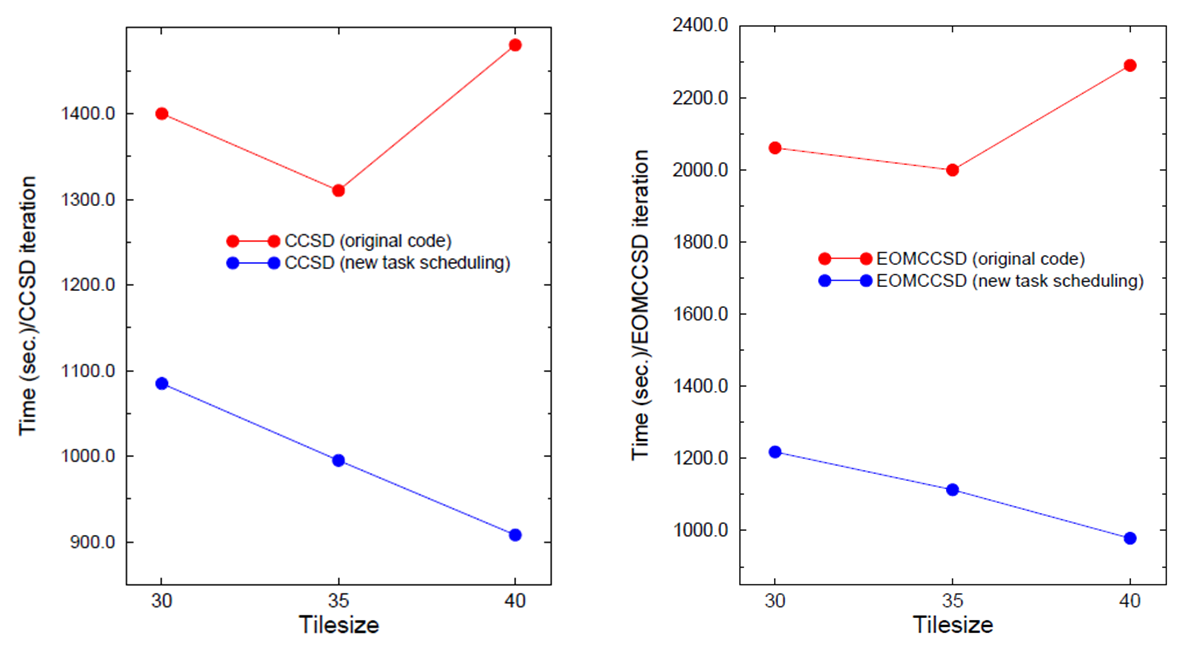 Time (sec.)/CCSD iteration
1400.0
1300.0
1200.0
1100.0
1000.0
900.0
CCSD (original code)
CCSD (new task scheduling)
30 35 40
Tilesize
Time (sec.)/EOMCCSD iteration
2400.0
2200.0
2000.0
1800.0
1600.0
1400.0
1200.0
1000.0
EOMCCSD (original code)
EOMCCSD (new task scheduling)
30 35 40
Tilesize